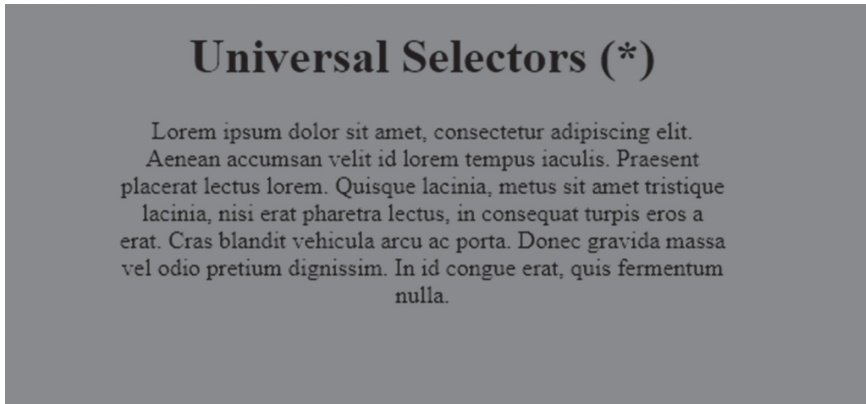 Universal Selectors (*)
Lorem ipsum dolor sit amet, consectetur adipiscing elit.
Aenean accumsan velit id lorem tempus iaculis. Praesent
placerat lectus lorem. Quisque lacinia, metus sit amet tristique
lacinia, nisi erat pharetra lectus, in consequat turpis eros a
erat. Cras blandit vehicula arcu ac porta. Donec gravida massa
vel odio pretium dignissim. In id congue erat, quis fermentum
nulla.